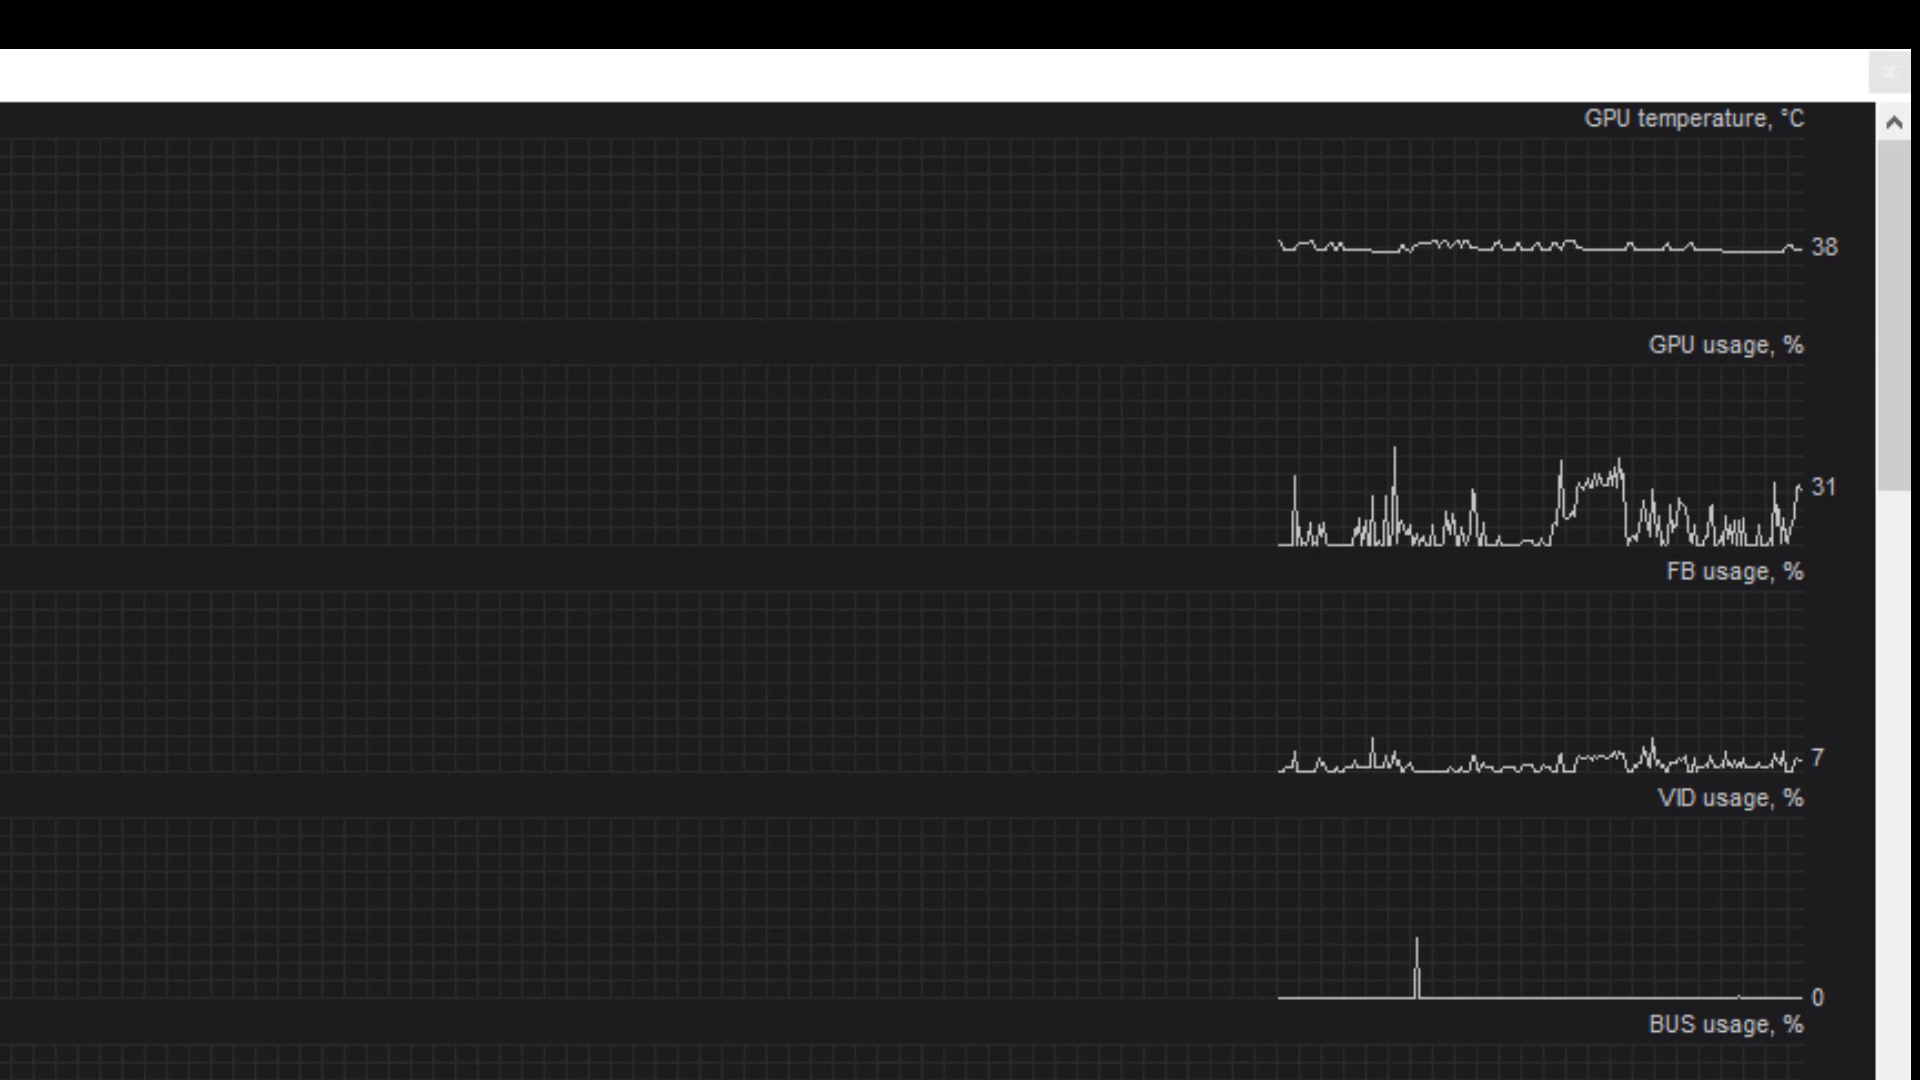 GPU temperature, °C
38
GPU usage, %
31
FB usage, %
7
VID usage, %
0
BUS usage, %